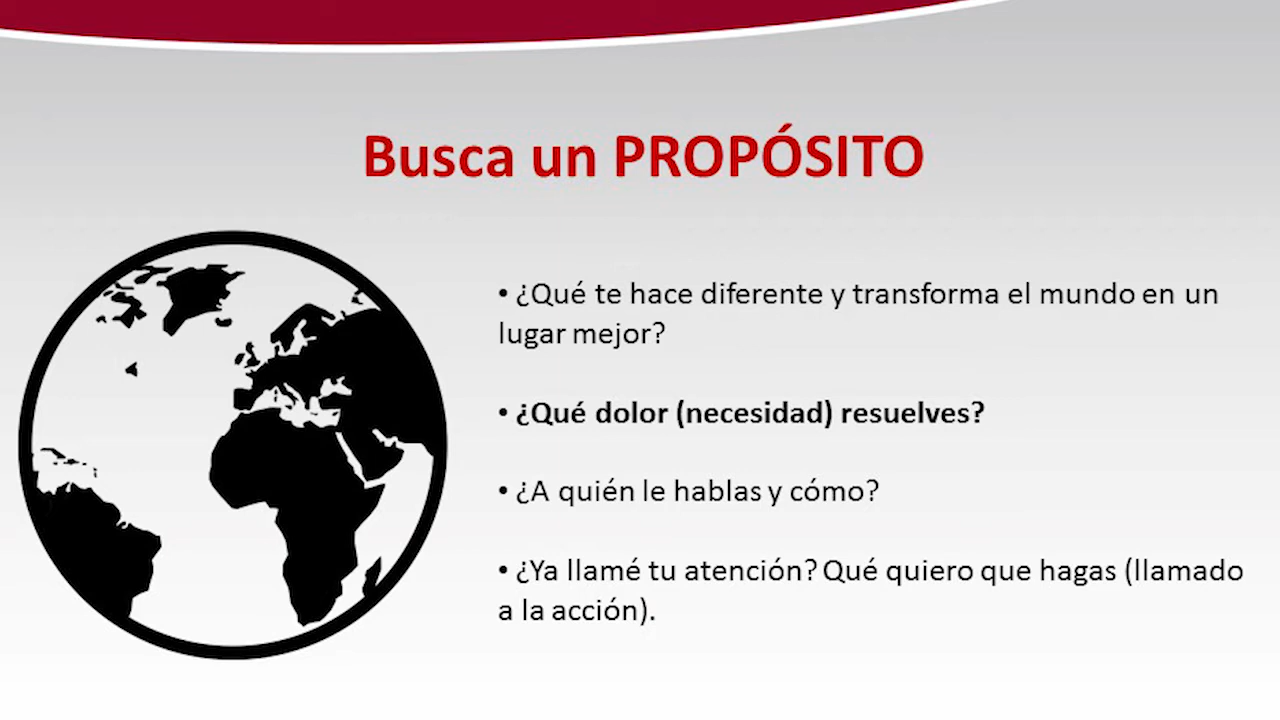 Busca un PROPÓSITO
• ¿Qué te hace diferente y transforma el mundo en un
lugar mejor?
• ¿Qué dolor (necesidad) resuelves?
• ¿A quién le hablas y cómo?
• ¿Ya llamé tu atención? Qué quiero que hagas (llamado
a la acción).